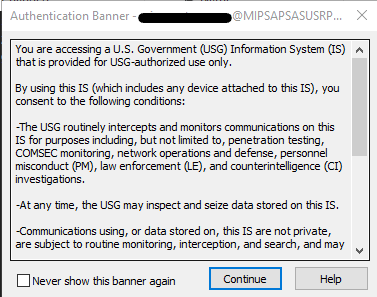 Authentication Banner - @MIPSAPSASUSRP...
You are accessing a U.S. Government (USG) Information System (IS)
that is provided for USG-authorized use only.
By using this IS (which includes any device attached to this IS), you
consent to the following conditions:
-The USG routinely intercepts and monitors communications on this
IS for purposes including, but not limited to, penetration testing,
COMSEC monitoring, network operations and defense, personnel
misconduct (PM), law enforcement (LE), and counterintelligence (CI)
investigations.
-At any time, the USG may inspect and seize data stored on this IS.
-Communications using, or data stored on, this IS are not private,
are subject to routine monitoring, interception, and search, and may
Never show this banner again
Continue
Help